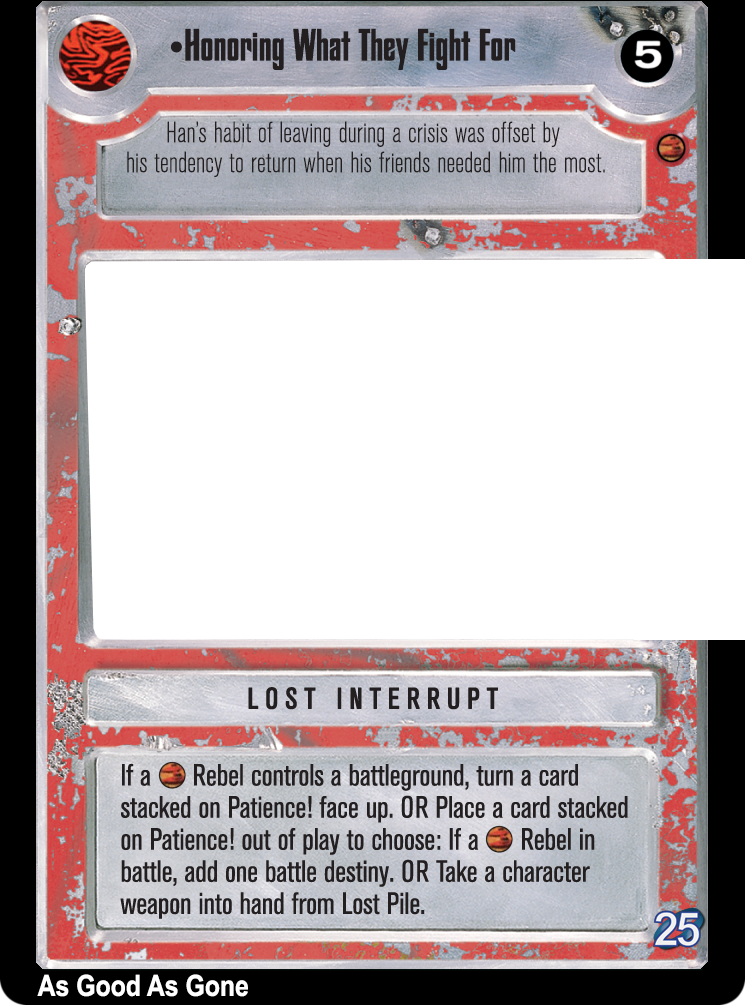 •Honoring What They Fight For
5
Han's habit of leaving during a crisis was offset by
his tendency to return when his friends needed him the most.
LOST INTERRUPT
If a Rebel controls a battleground, turn a card
stacked on Patience! face up. OR Place a card stacked
on Patience! out of play to choose: If a Rebel in
battle, add one battle destiny. OR Take a character
weapon into hand from Lost Pile.
25
As Good As Gone